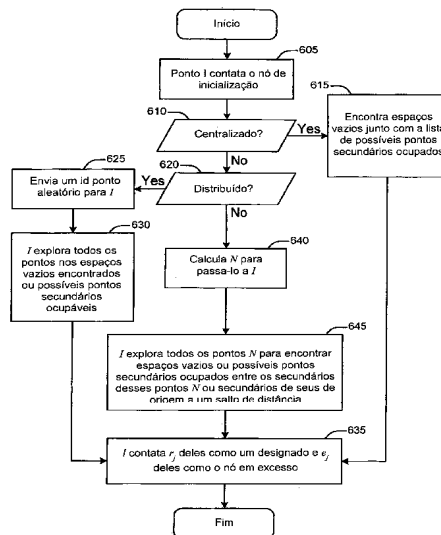 Início
605
Ponto I contata o nó de
inicialização
610
Centralizado?
Yes
615
Encontra espaços
vazios junto com a lista
de possíveis pontos
secundários ocupados
No
620
Distribuído?
Yes
625
Envia um id ponto
aleatório para I
No
630
I explora todos os
pontos nos espaços
vazios encontrados
ou possíveis pontos
secundários
ocupáveis
640
Calcula N para
passa-lo a I
645
I explora todos os pontos N para encontrar
espaços vazios ou possíveis pontos
secundários ocupados entre os secundários
desses pontos N ou secundários de seus de
origem a um salto de distância
635
I contata rj deles como um designado e ej
deles como o nó em excesso
Fim